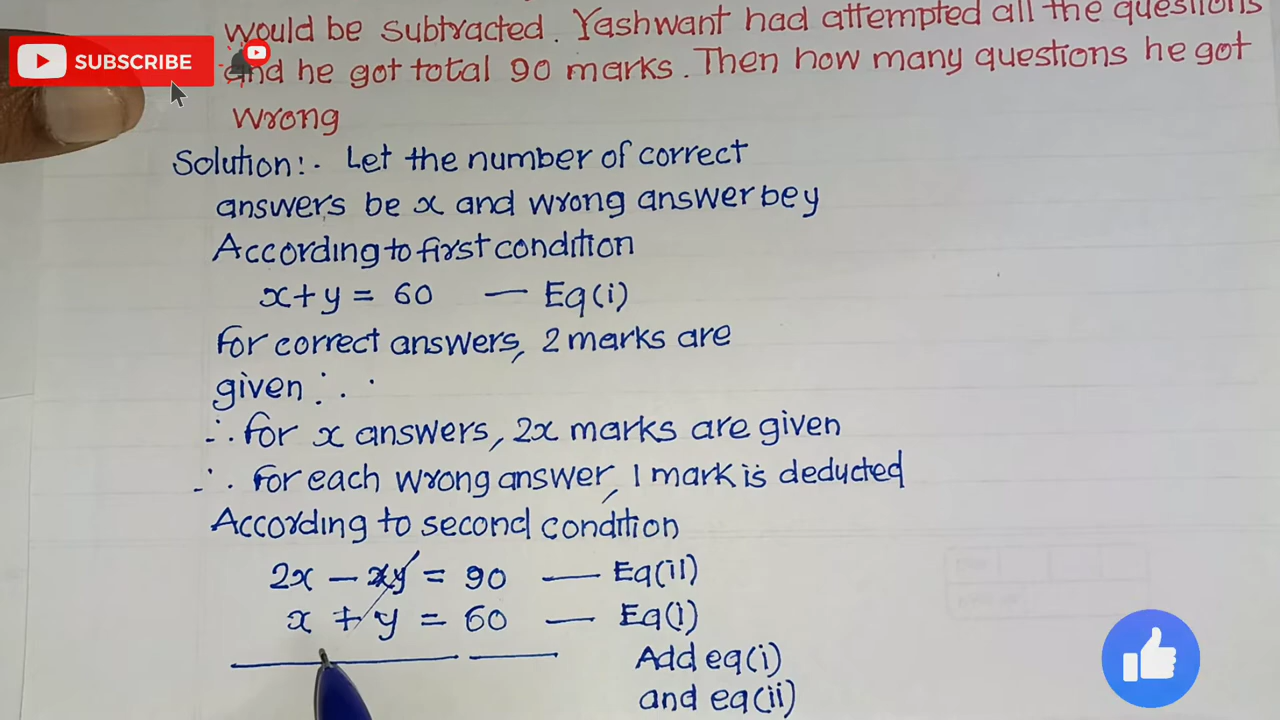 would be subtracted. Yashwant had attempted all the questions
SUBSCRIBE
and he got total 90 marks. Then how many questions he got
wrong
Solution:- Let the number of correct
answers be x and wrong answer be y
According to first condition
x+y = 60 — Eq(i)
For correct answers, 2 marks are
given ∴ .
∴ for x answers, 2x marks are given
∴ for each wrong answer, 1 mark is deducted
According to second condition
2x - y = 90 — Eq(ii)
x + y = 60 — Eq(i)
Add eq(i)
and eq(ii)